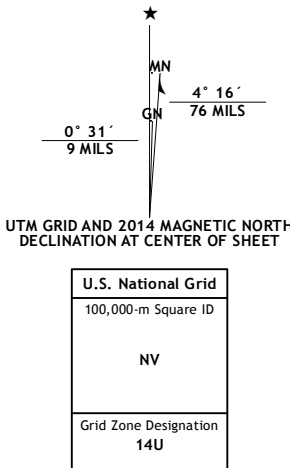 ★
MN
4° 16´
76 MILS
GN
0° 31´
9 MILS
UTM GRID AND 2014 MAGNETIC NORTH
DECLINATION AT CENTER OF SHEET
U.S. National Grid
100,000-m Square ID
NV
Grid Zone Designation
14U